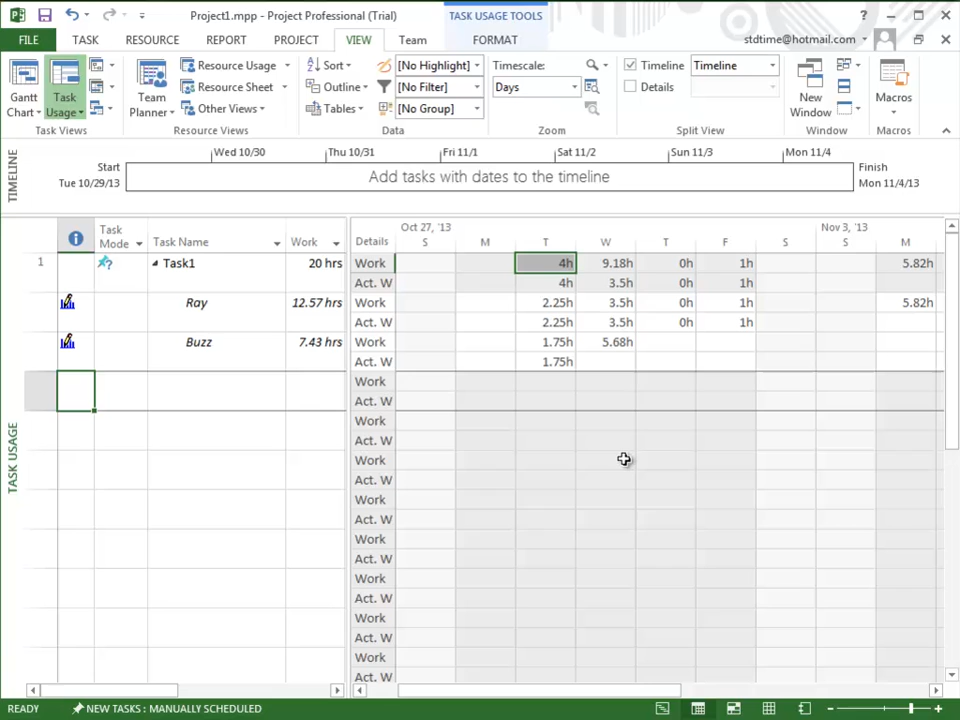 Project1.mpp - Project Professional (Trial)
TASK USAGE TOOLS
FILE TASK RESOURCE REPORT PROJECT VIEW Team FORMAT stdtime@hotmail.com
Gantt Chart
Task Usage
Team Planner
Resource Usage
Resource Sheet
Other Views
Sort
Outline
Tables
[No Highlight]
[No Filter]
[No Group]
Timescale:
Days
Timeline Timeline
Details
New Window
Macros
Task Views Resource Views Data Zoom Split View Window Macros
TIMELINE
Wed 10/30 Thu 10/31 Fri 11/1 Sat 11/2 Sun 11/3 Mon 11/4
Start
Tue 10/29/13
Add tasks with dates to the timeline
Finish
Mon 11/4/13
TASK USAGE
Task Mode Task Name Work Details
Oct 27, '13 Nov 3, '13
S M T W T F S S M
1 Task1 20 hrs Work 4h 9.18h 0h 1h 5.82h
Act. W 4h 3.5h 0h 1h
Ray 12.57 hrs Work 2.25h 3.5h 0h 1h 5.82h
Act. W 2.25h 3.5h 0h 1h
Buzz 7.43 hrs Work 1.75h 5.68h
Act. W 1.75h
Work
Act. W
Work
Act. W
Work
Act. W
Work
Act. W
Work
Act. W
Work
Act. W
Work
Act. W
Work
Act. W
READY NEW TASKS : MANUALLY SCHEDULED